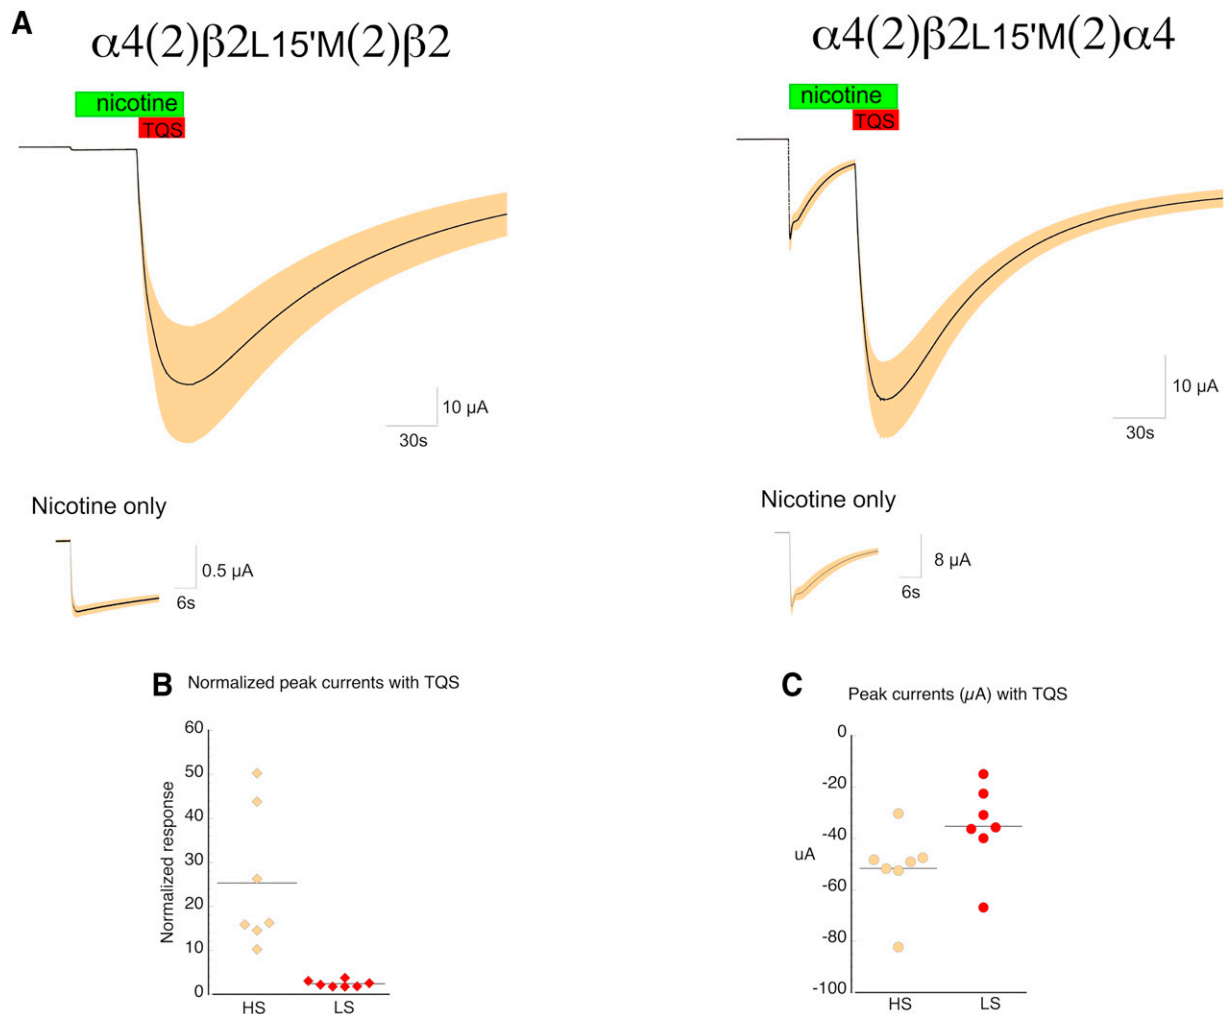 A
α4(2)β2L15'M(2)β2
α4(2)β2L15'M(2)α4
nicotine
TQS
nicotine
TQS
10 µA
30s
10 µA
30s
Nicotine only
0.5 µA
6s
Nicotine only
8 µA
6s
B Normalized peak currents with TQS
Normalized response
60
50
40
30
20
10
0
HS LS
C Peak currents (µA) with TQS
uA
0
-20
-40
-60
-80
-100
HS LS